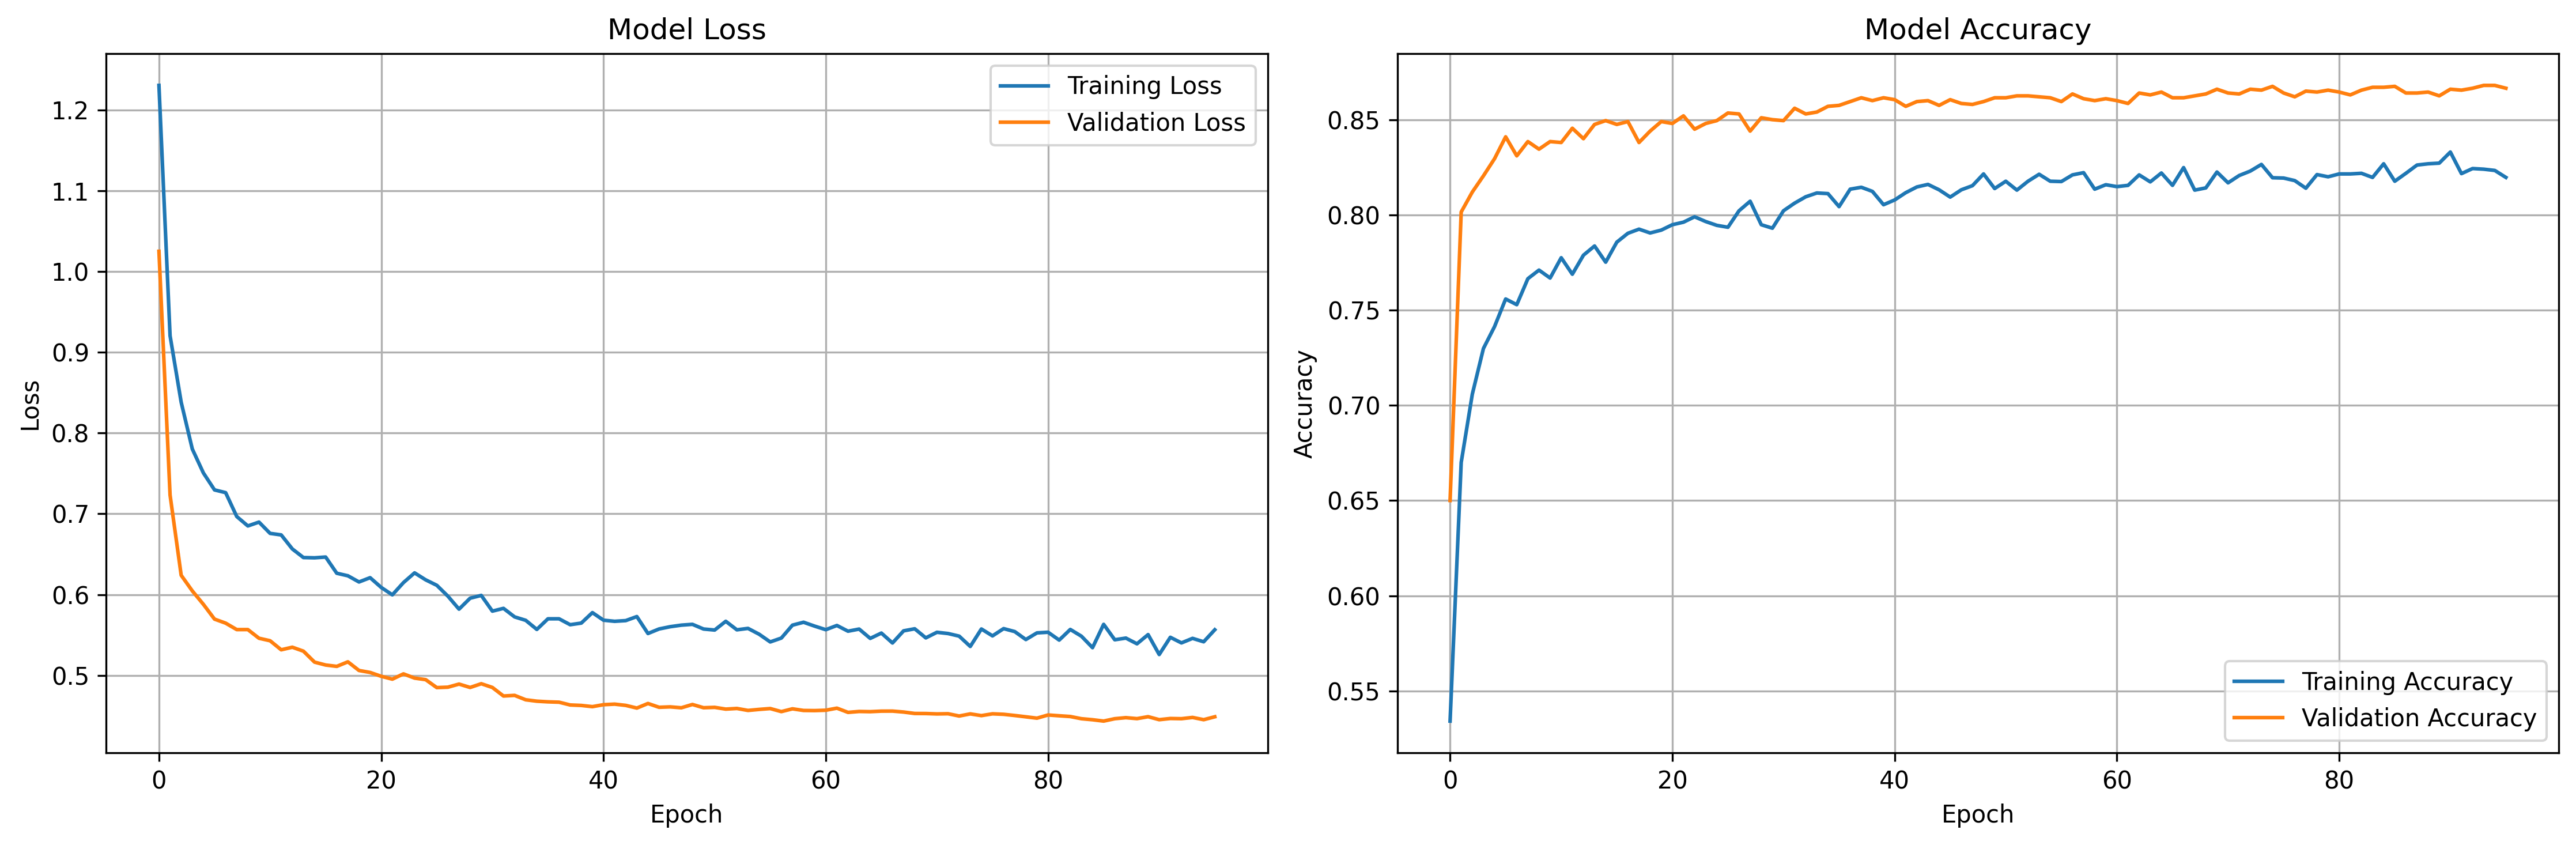 Model Loss
Training Loss
Validation Loss
1.2
1.1
1.0
0.9
0.8
0.7
0.6
0.5
Loss
0
20
40
60
80
Epoch
Model Accuracy
0.85
0.80
0.75
0.70
0.65
0.60
0.55
Accuracy
Training Accuracy
Validation Accuracy
0
20
40
60
80
Epoch